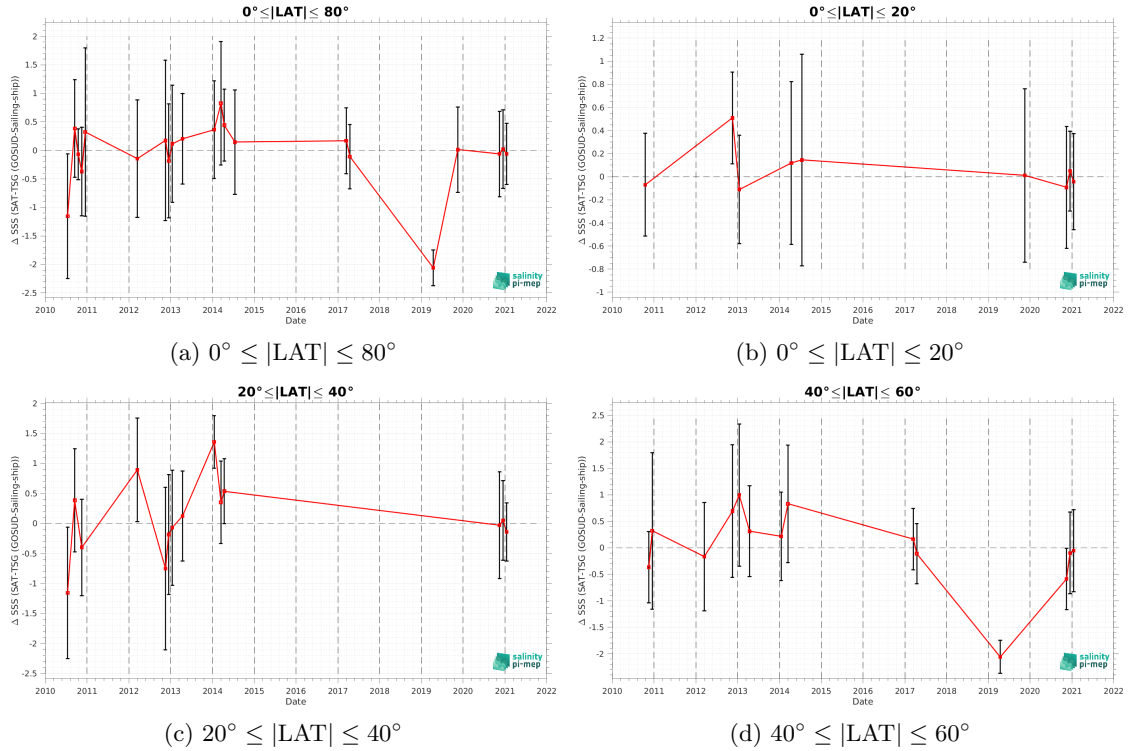 0°≤|LAT|≤ 80°
Δ SSS (SAT-TSG (GOSUD-Sailing-ship))
2
1.5
1
0.5
0
-0.5
-1
-1.5
-2
-2.5
2010 2011 2012 2013 2014 2015 2016 2017 2018 2019 2020 2021 2022
Date
salinity
pi-mep
(a) 0° ≤ |LAT| ≤ 80°
0°≤|LAT|≤ 20°
Δ SSS (SAT-TSG (GOSUD-Sailing-ship))
1.2
1
0.8
0.6
0.4
0.2
0
-0.2
-0.4
-0.6
-0.8
-1
2010 2011 2012 2013 2014 2015 2016 2017 2018 2019 2020 2021 2022
Date
salinity
pi-mep
(b) 0° ≤ |LAT| ≤ 20°
20°≤|LAT|≤ 40°
Δ SSS (SAT-TSG (GOSUD-Sailing-ship))
2
1.5
1
0.5
0
-0.5
-1
-1.5
-2
-2.5
2010 2011 2012 2013 2014 2015 2016 2017 2018 2019 2020 2021 2022
Date
salinity
pi-mep
(c) 20° ≤ |LAT| ≤ 40°
40°≤|LAT|≤ 60°
Δ SSS (SAT-TSG (GOSUD-Sailing-ship))
2.5
2
1.5
1
0.5
0
-0.5
-1
-1.5
-2
2010 2011 2012 2013 2014 2015 2016 2017 2018 2019 2020 2021 2022
Date
salinity
pi-mep
(d) 40° ≤ |LAT| ≤ 60°